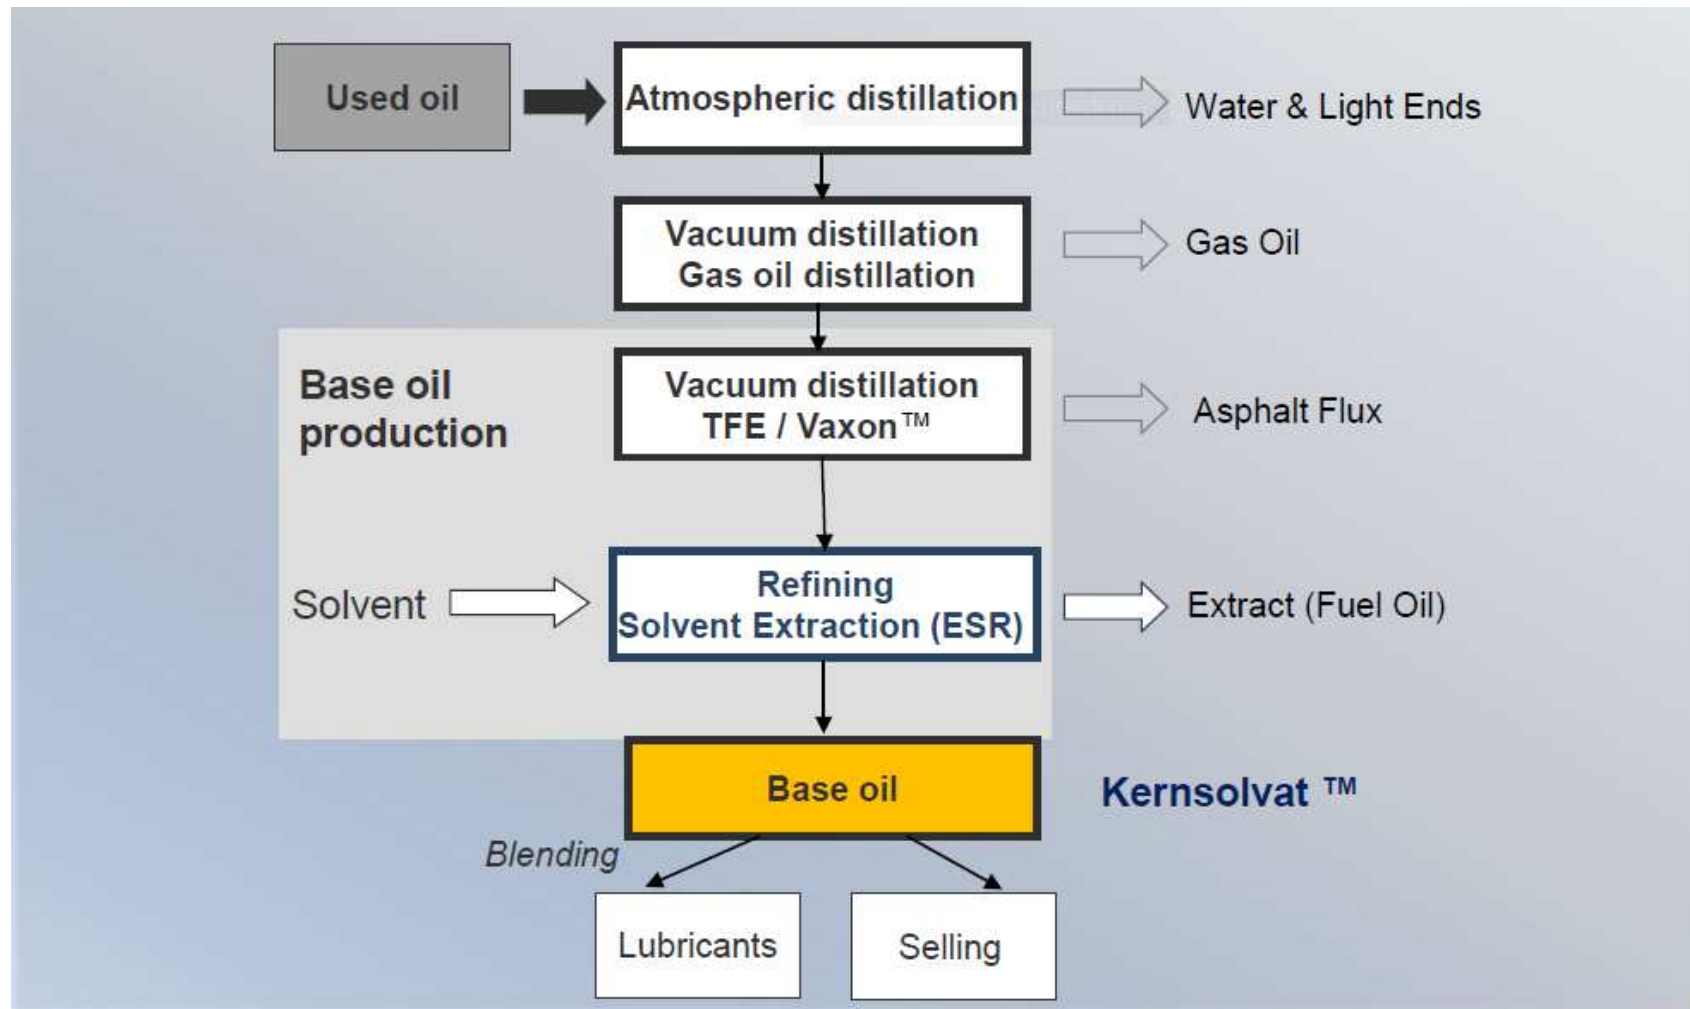 Used oil
Atmospheric distillation
Water & Light Ends
Vacuum distillation
Gas oil distillation
Gas Oil
Base oil
production
Vacuum distillation
TFE / Vaxon™
Asphalt Flux
Solvent
Refining
Solvent Extraction (ESR)
Extract (Fuel Oil)
Base oil
Kernsolvat ™
Blending
Lubricants
Selling